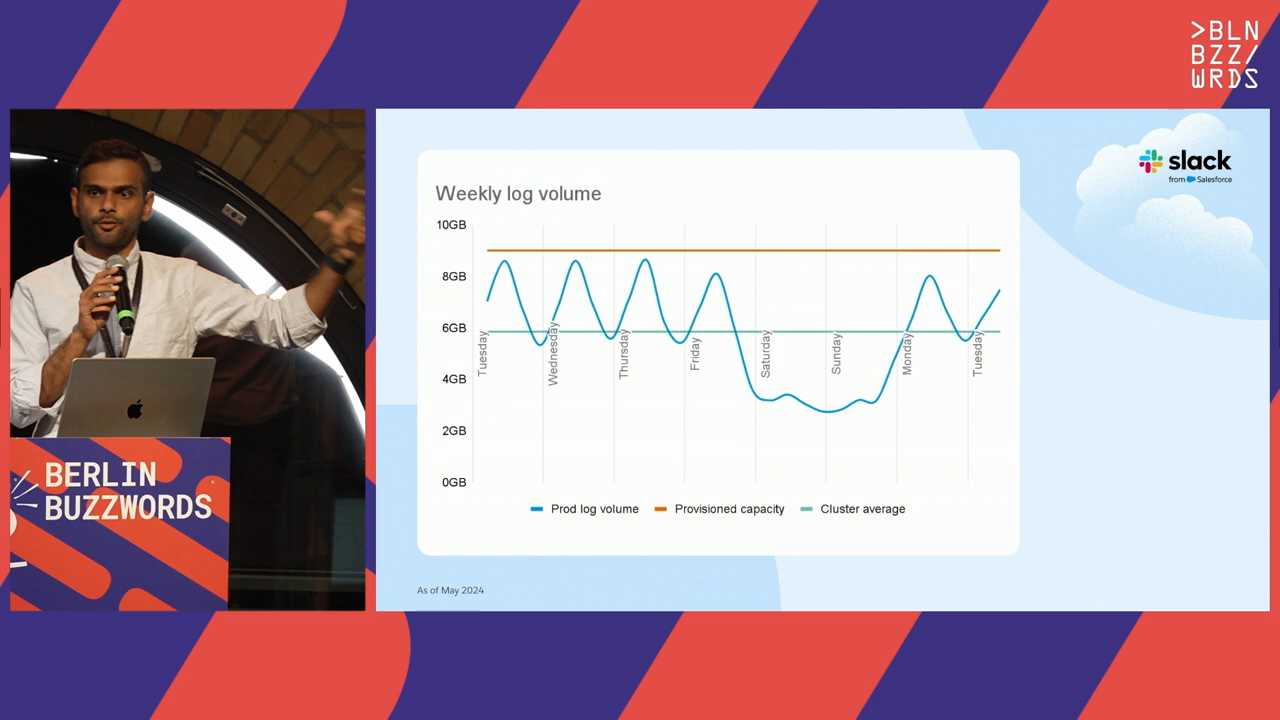 >BLN
BZZ/
WRDS
BERLIN
BUZZWORDS
slack
from Salesforce
Weekly log volume
10GB
8GB
6GB
4GB
2GB
0GB
Tuesday
Wednesday
Thursday
Friday
Saturday
Sunday
Monday
Tuesday
Prod log volume
Provisioned capacity
Cluster average
As of May 2024